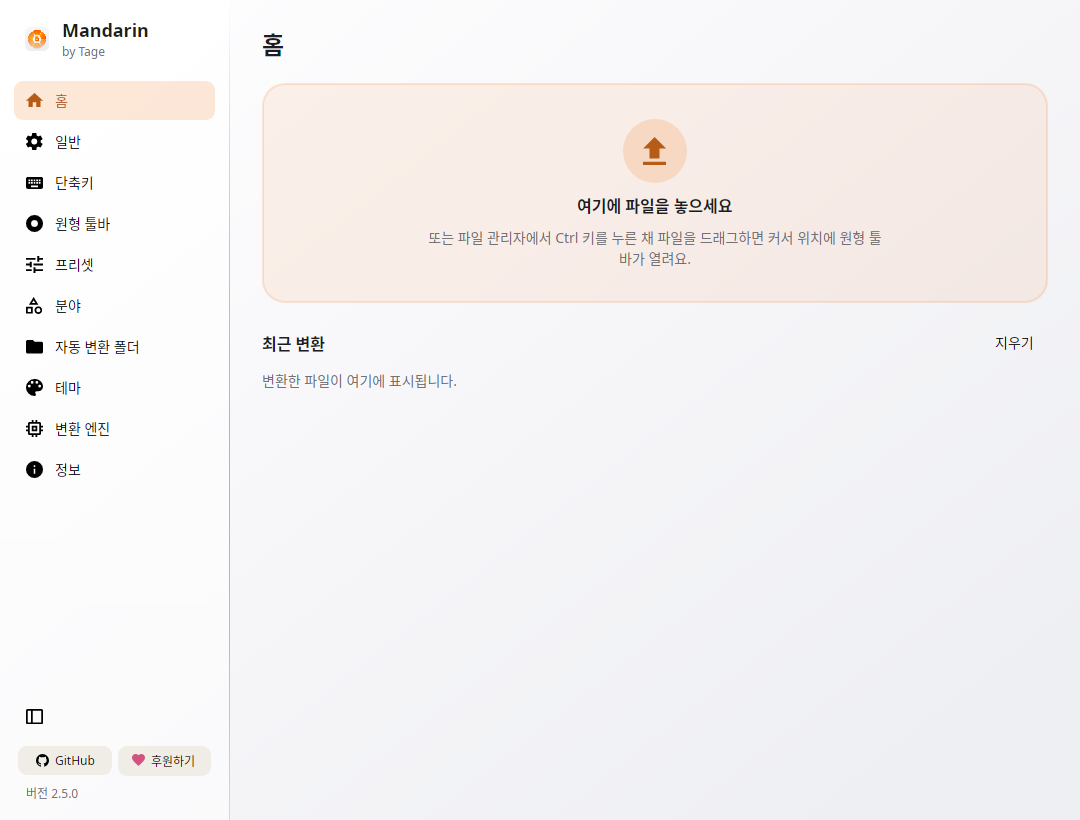 Mandarin
by Tage
홈
일반
단축키
원형 툴바
프리셋
분야
자동 변환 폴더
테마
변환 엔진
정보
GitHub
후원하기
버전 2.5.0
홈
여기에 파일을 놓으세요
또는 파일 관리자에서 Ctrl 키를 누른 채 파일을 드래그하면 커서 위치에 원형 툴
바가 열려요.
최근 변환
지우기
변환한 파일이 여기에 표시됩니다.